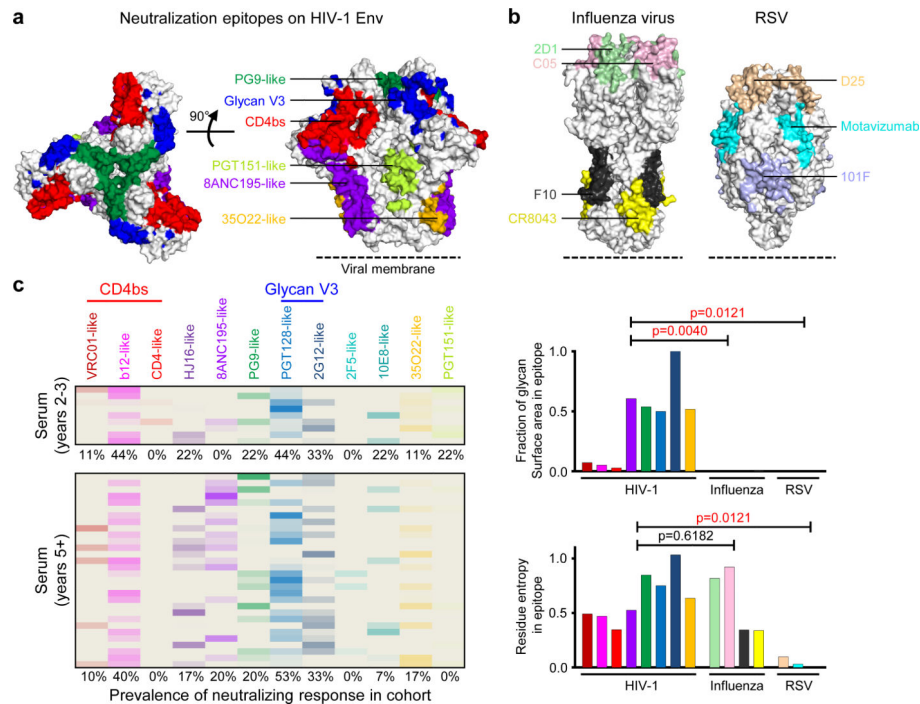 a
Neutralization epitopes on HIV-1 Env
90°
PG9-like
Glycan V3
CD4bs
PGT151-like
8ANC195-like
35O22-like
Viral membrane
b
Influenza virus
RSV
2D1
C05
F10
CR8043
D25
Motavizumab
101F
c
CD4bs
Glycan V3
VRC01-like
b12-like
CD4-like
HJ16-like
8ANC195-like
PG9-like
PGT128-like
2G12-like
2F5-like
10E8-like
35O22-like
PGT151-like
Serum
(years 2-3)
11% 44% 0% 22% 0% 22% 44% 33% 0% 22% 11% 22%
Serum
(years 5+)
10% 40% 0% 17% 20% 20% 53% 33% 0% 7% 17% 0%
Prevalence of neutralizing response in cohort
p=0.0121
p=0.0040
Fraction of glycan
Surface area in epitope
1.0
0.5
0.0
HIV-1
Influenza
RSV
p=0.0121
p=0.6182
Residue entropy
in epitope
1.0
0.5
0.0
HIV-1
Influenza
RSV